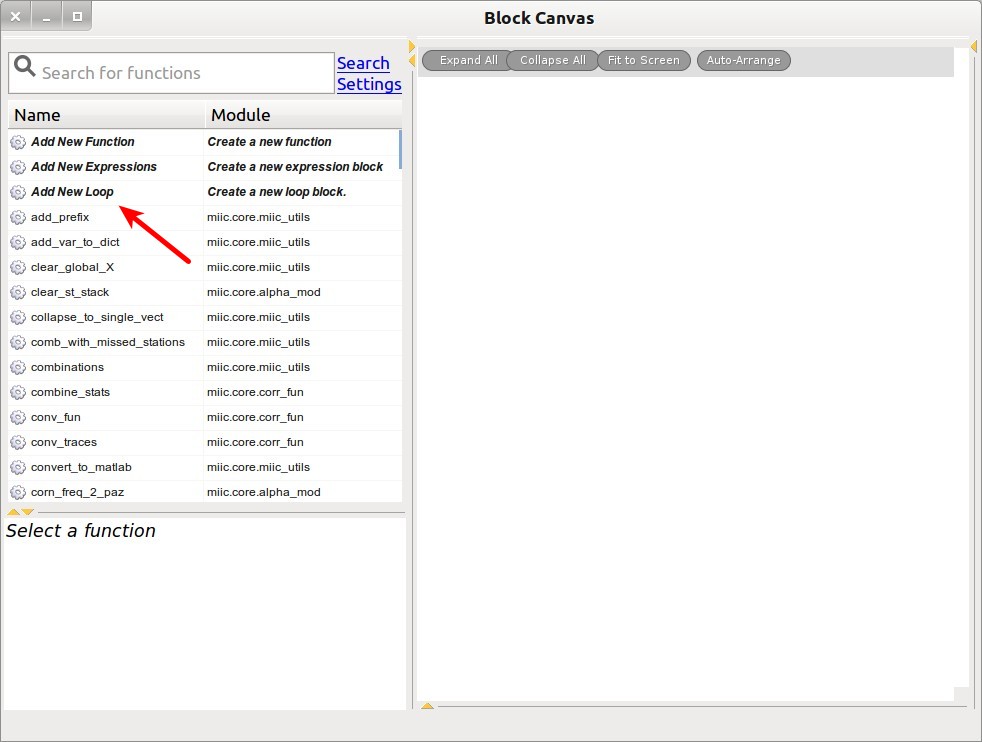 Block Canvas
Search for functions
Search
Settings
Expand All Collapse All Fit to Screen Auto-Arrange
Name Module
Add New Function Create a new function
Add New Expressions Create a new expression block
Add New Loop Create a new loop block.
add_prefix miic.core.miic_utils
add_var_to_dict miic.core.miic_utils
clear_global_X miic.core.miic_utils
clear_st_stack miic.core.alpha_mod
collapse_to_single_vect miic.core.miic_utils
comb_with_missed_stations miic.core.miic_utils
combinations miic.core.miic_utils
combine_stats miic.core.corr_fun
conv_fun miic.core.corr_fun
conv_traces miic.core.corr_fun
convert_to_matlab miic.core.miic_utils
corn_freq_2_paz miic.core.alpha_mod
Select a function